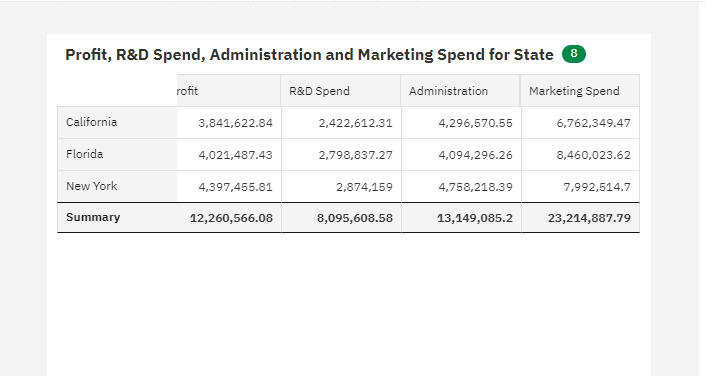 Profit, R&D Spend, Administration and Marketing Spend for State 8
rofit R&D Spend Administration Marketing Spend
California 3,841,622.84 2,422,612.31 4,296,570.55 6,762,349.47
Florida 4,021,487.43 2,798,837.27 4,094,296.26 8,460,023.62
New York 4,397,455.81 2,874,159 4,758,218.39 7,992,514.7
Summary 12,260,566.08 8,095,608.58 13,149,085.2 23,214,887.79